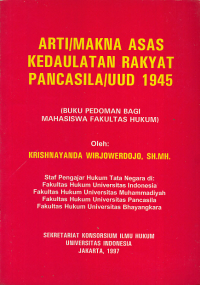 ARTI/MAKNA ASAS
KEDAULATAN RAKYAT
PANCASILA/UUD 1945
(BUKU PEDOMAN BAGI
MAHASISWA FAKULTAS HUKUM)
Oleh:
KRISHNAYANDA WIRJOWERDOJO, SH.MH.
Staf Pengajar Hukum Tata Negara di:
Fakultas Hukum Universitas Indonesia
Fakultas Hukum Universitas Muhammadiyah
Fakultas Hukum Universitas Pancasila
Fakultas Hukum Universitas Bhayangkara
SEKRETARIAT KONSORSIUM ILMU HUKUM
UNIVERSITAS INDONESIA
JAKARTA, 1997